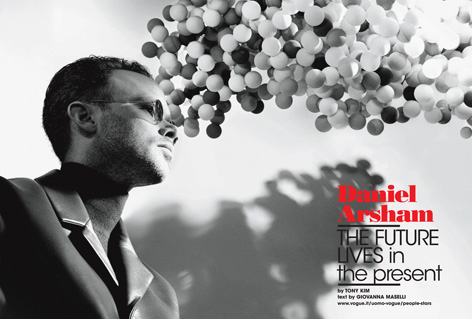 Daniel
Arsham
THE FUTURE
LIVES in
the present
by TONY KIM
text by GIOVANNA MASELLI
www.vogue.it/uomo-vogue/people-stars